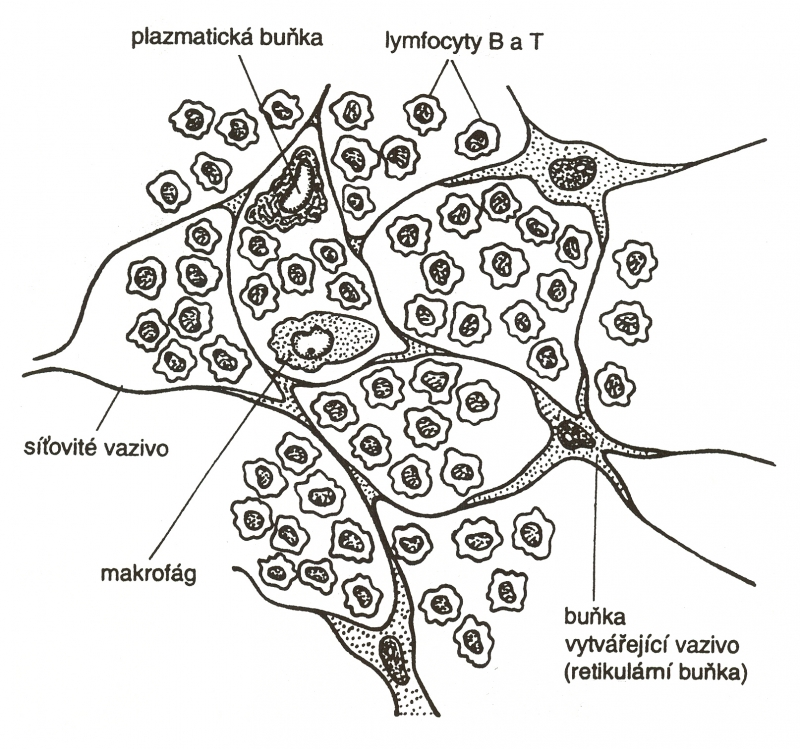 plazmatická buňka
lymfocyty B a T
síťovité vazivo
makrofág
buňka
vytvářející vazivo
(retikulární buňka)